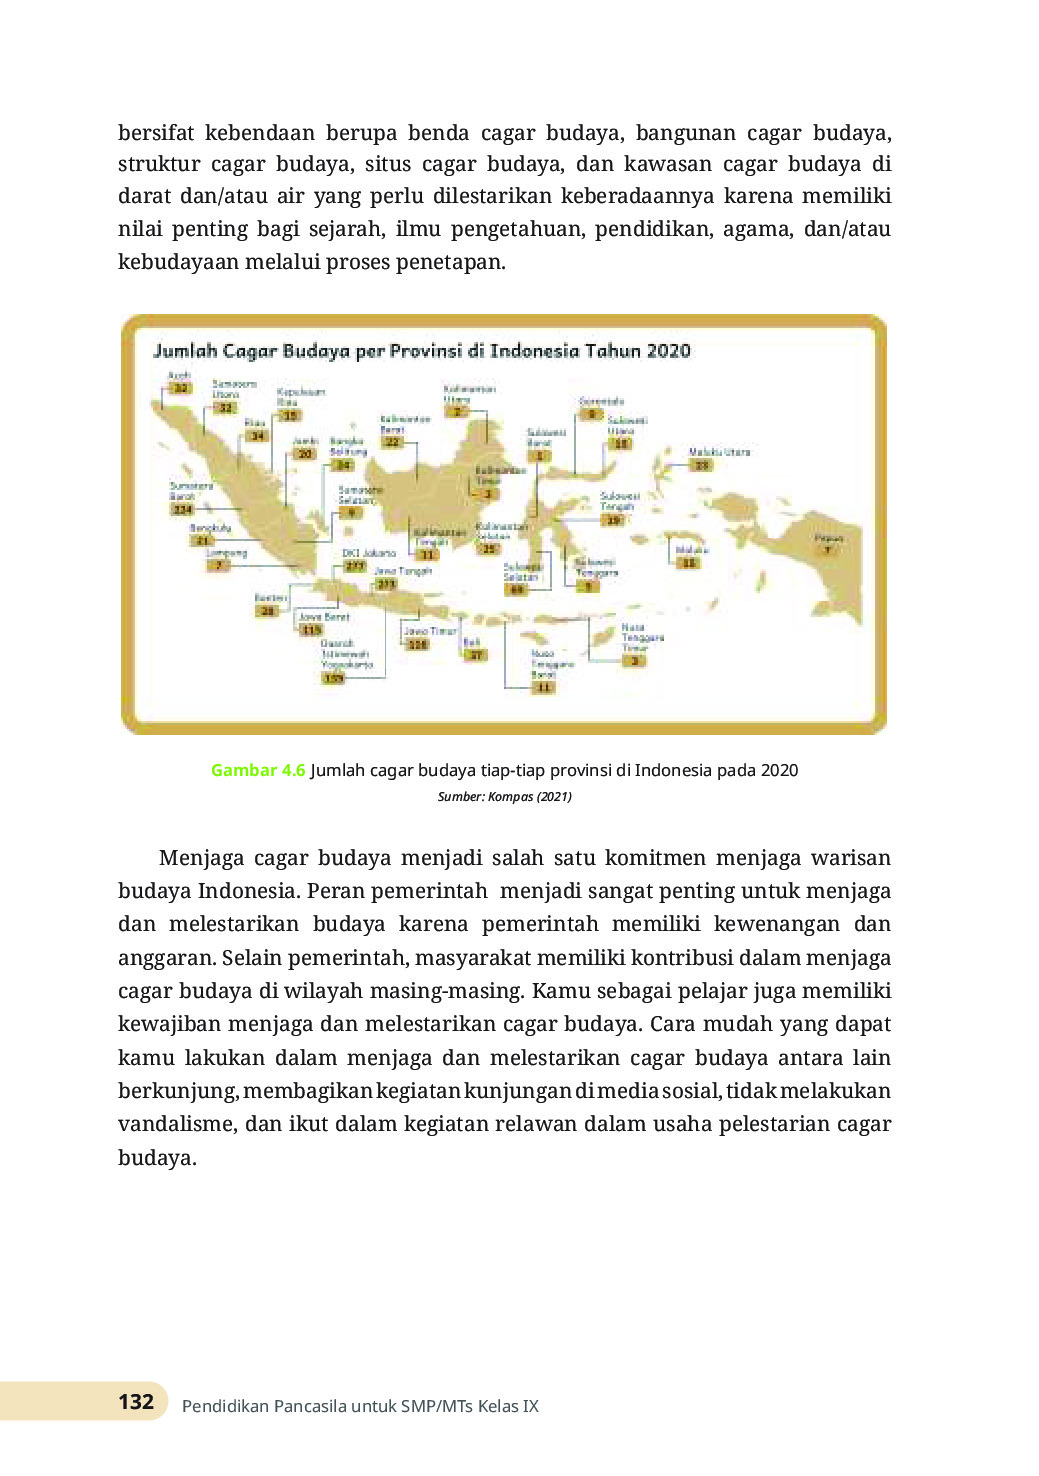 bersifat kebendaan berupa benda cagar budaya, bangunan cagar budaya,
struktur cagar budaya, situs cagar budaya, dan kawasan cagar budaya di
darat dan/atau air yang perlu dilestarikan keberadaannya karena memiliki
nilai penting bagi sejarah, ilmu pengetahuan, pendidikan, agama, dan/atau
kebudayaan melalui proses penetapan.
Jumlah Cagar Budaya per Provinsi di Indonesia Tahun 2020
Aceh
32
Sumatera
Utara
32
Kepulauan
Riau
15
Riau
34
Jambi
20
Bangka
Belitung
34
Kalimantan
Barat
22
Kalimantan
Utara
2
Gorontalo
Sulawesi
Utara
18
Sulawesi
Barat
1
Maluku Utara
Kalimantan
Timur
Sumatera
Barat
224
Sumatera
Selatan
Sulawesi
Tengah
19
Bengkulu
21
Lampung
7
DKI Jakarta
277
Jawa Tengah
273
Kalimantan
Tengah
11
Kalimantan
Selatan
25
Sulawesi
Selatan
69
Sulawesi
Tenggara
Maluku
Papua
7
Banten
28
Jawa Barat
115
Daerah
Istimewah
Yogyakarta
159
Jawa Timur
Bali
37
Nusa
Tenggara
Barat
11
Nusa
Tenggara
Timur
3
Gambar 4.6 Jumlah cagar budaya tiap-tiap provinsi di Indonesia pada 2020
Sumber: Kompas (2021)
Menjaga cagar budaya menjadi salah satu komitmen menjaga warisan
budaya Indonesia. Peran pemerintah menjadi sangat penting untuk menjaga
dan melestarikan budaya karena pemerintah memiliki kewenangan dan
anggaran. Selain pemerintah, masyarakat memiliki kontribusi dalam menjaga
cagar budaya di wilayah masing-masing. Kamu sebagai pelajar juga memiliki
kewajiban menjaga dan melestarikan cagar budaya. Cara mudah yang dapat
kamu lakukan dalam menjaga dan melestarikan cagar budaya antara lain
berkunjung, membagikan kegiatan kunjungan di media sosial, tidak melakukan
vandalisme, dan ikut dalam kegiatan relawan dalam usaha pelestarian cagar
budaya.
132
Pendidikan Pancasila untuk SMP/MTs Kelas IX